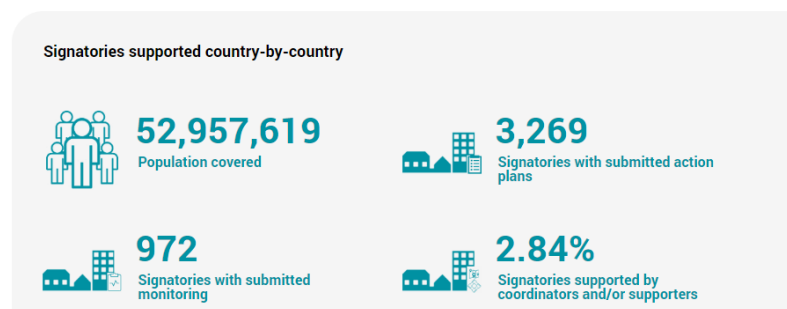 Signatories supported country-by-country
52,957,619
Population covered
3,269
Signatories with submitted action
plans
972
Signatories with submitted
monitoring
2.84%
Signatories supported by
coordinators and/or supporters